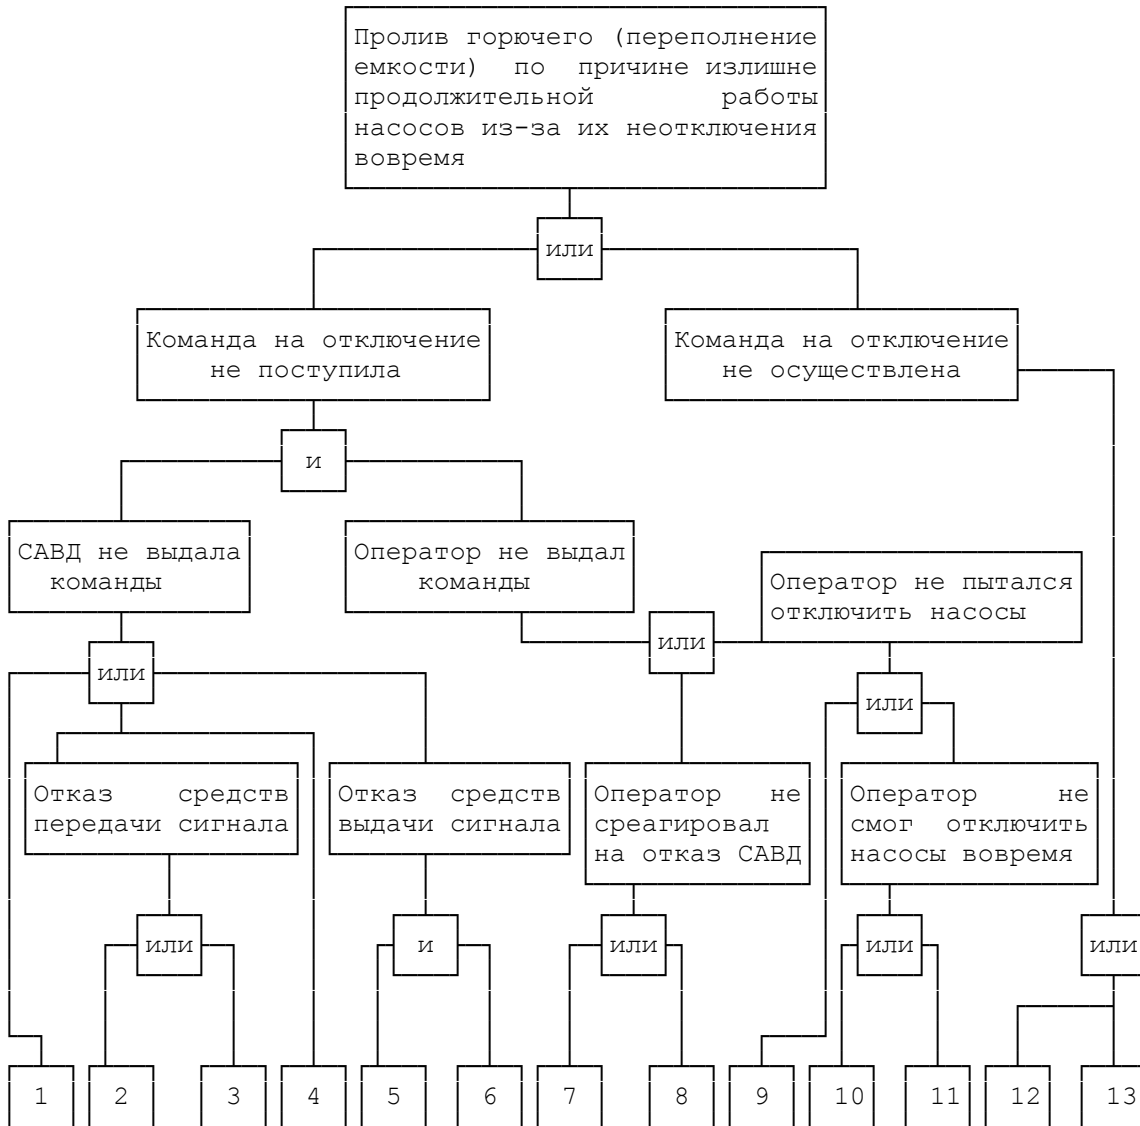 Пролив горючего (переполнение
емкости) по причине излишне
продолжительной работы
насосов из-за их неотключения
вовремя
или
Команда на отключение
не поступила
Команда на отключение
не осуществлена
и
САВД не выдала
команды
Оператор не выдал
команды
Оператор не пытался
отключить насосы
или
или
или
Отказ средств
передачи сигнала
Отказ средств
выдачи сигнала
Оператор не
среагировал
на отказ САВД
Оператор не
смог отключить
насосы вовремя
или
и
или
или
или
1
2
3
4
5
6
7
8
9
10
11
12
13